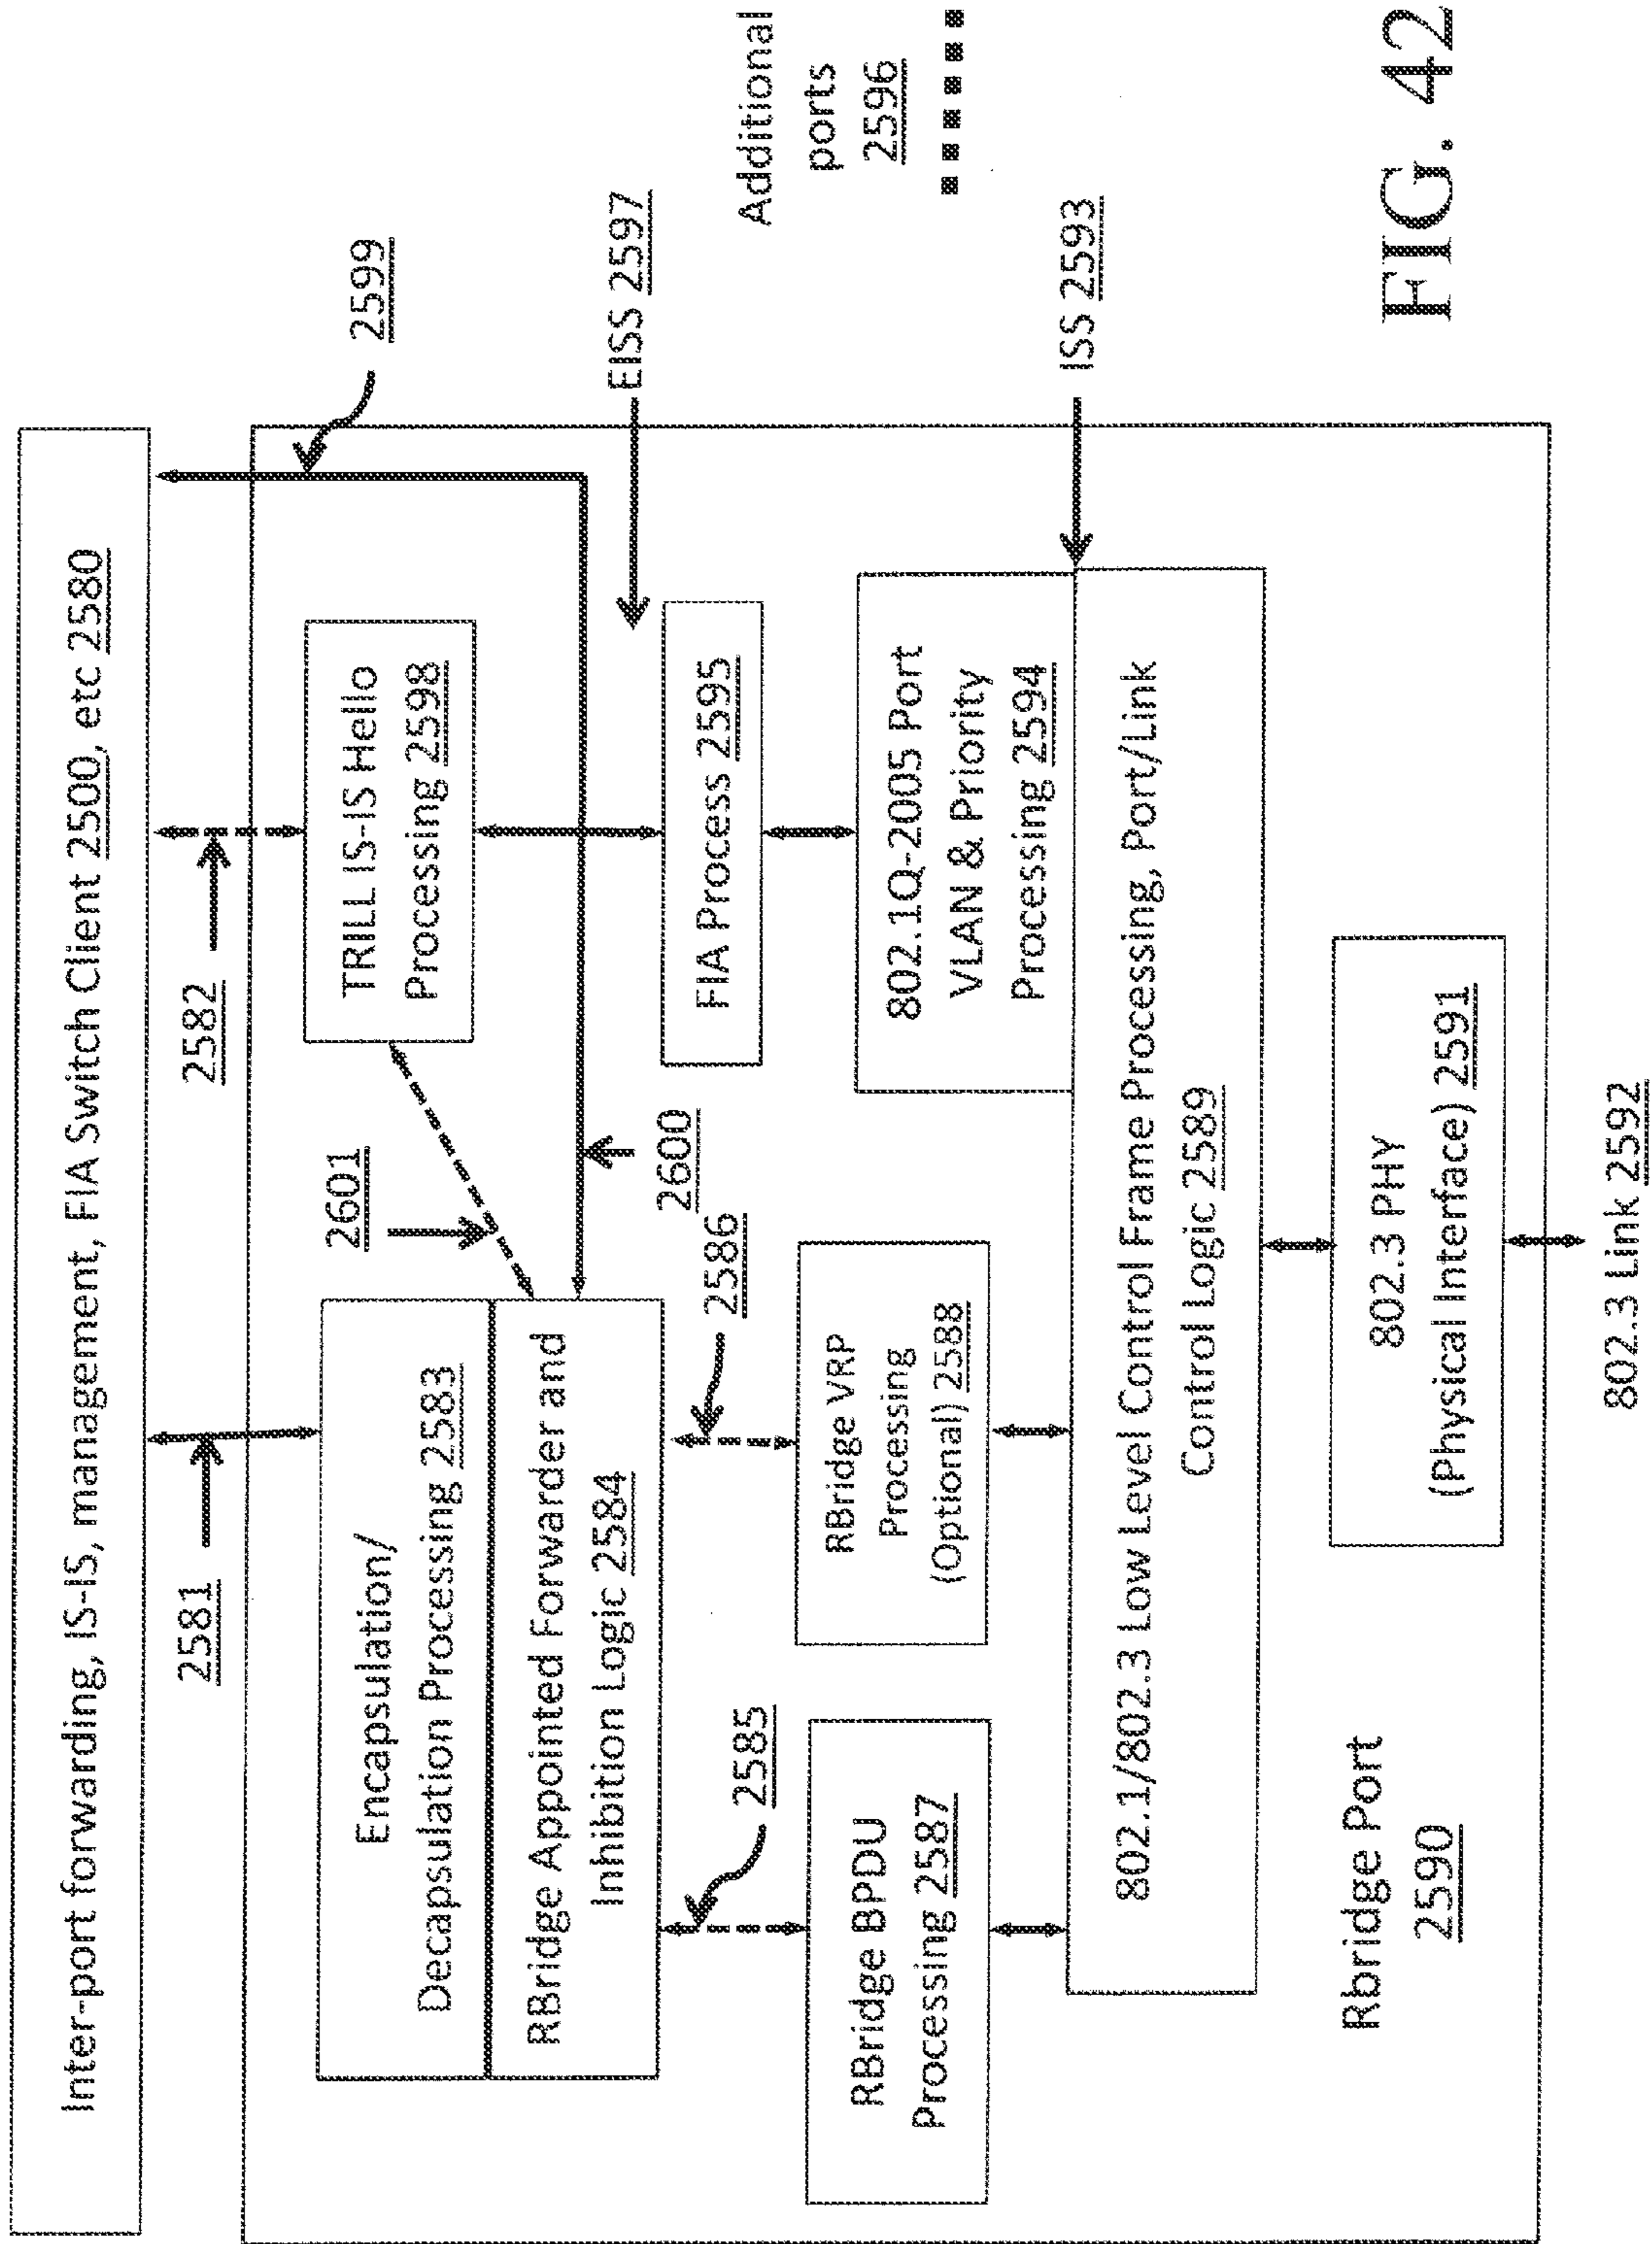 Inter-port forwarding, IS-IS, management, FIA Switch Client 2500, etc 2580
2581
2582
2599
Encapsulation/
Decapsulation Processing 2583
RBridge Appointed Forwarder and
Inhibition Logic 2584
2601
TRILL IS-IS Hello
Processing 2598
2600
EISS 2597
2585
2586
FIA Process 2595
Additional
ports
2596
RBridge BPDU
Processing 2587
RBridge VRP
Processing
(Optional) 2588
802.1Q-2005 Port
VLAN & Priority
Processing 2594
ISS 2593
802.1/802.3 Low Level Control Frame Processing, Port/Link
Control Logic 2589
Rbridge Port
2590
802.3 PHY
(Physical Interface) 2591
802.3 Link 2592
FIG. 42